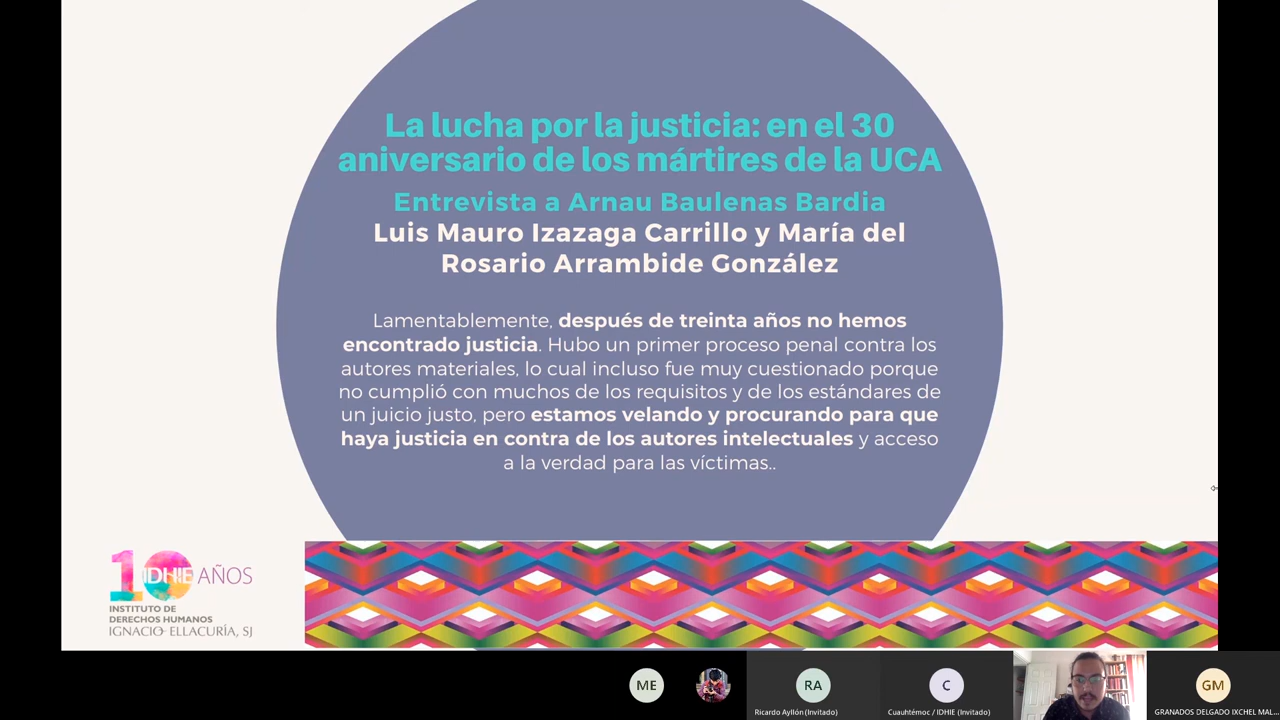 La lucha por la justicia: en el 30
aniversario de los mártires de la UCA
Entrevista a Arnau Baulenas Bardia
Luis Mauro Izazaga Carrillo y María del
Rosario Arrambide González
Lamentablemente, después de treinta años no hemos
encontrado justicia. Hubo un primer proceso penal contra los
autores materiales, lo cual incluso fue muy cuestionado porque
no cumplió con muchos de los requisitos y de los estándares de
un juicio justo, pero estamos velando y procurando para que
haya justicia en contra de los autores intelectuales y acceso
a la verdad para las víctimas..
10 IDHIE AÑOS
INSTITUTO DE
DERECHOS HUMANOS
IGNACIO ELLACURÍA, SJ
ME
RA
C
GM
Ricardo Ayllón (Invitado)
Cuauhtémoc / IDHIE (Invitado)
GRANADOS DELGADO IXCHEL MAL...